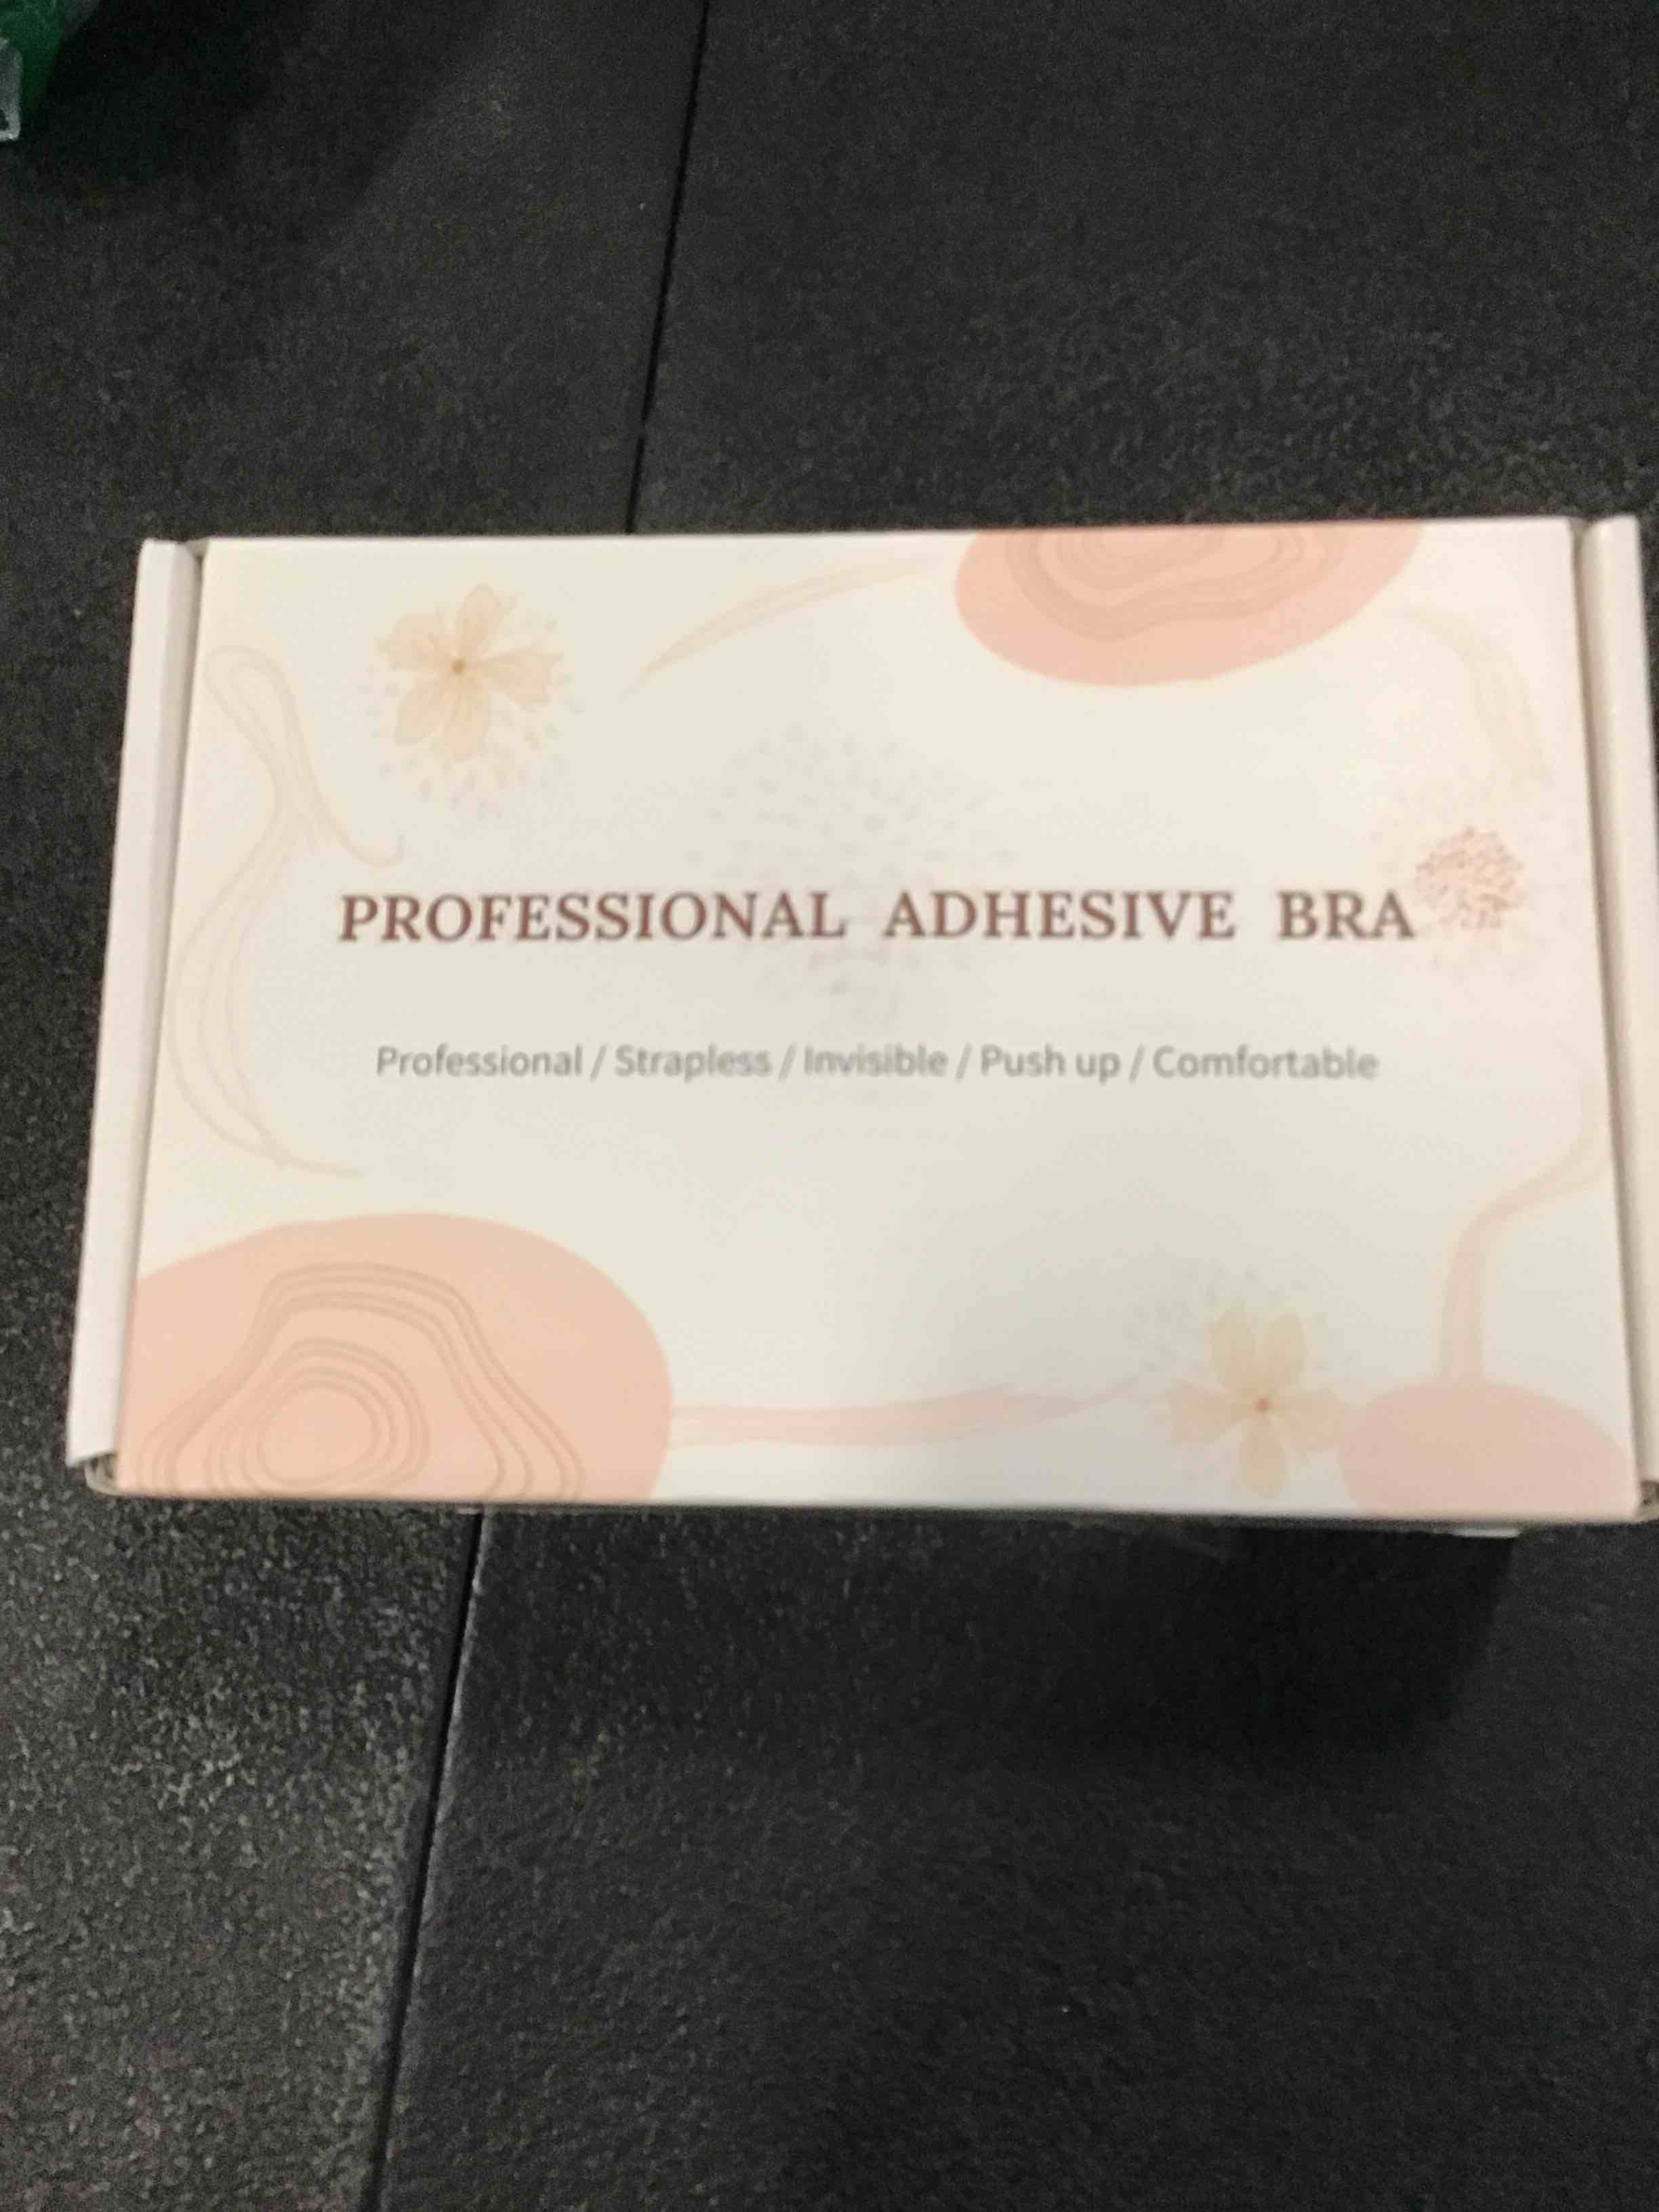 PROFESSIONAL ADHESIVE BRA
Professional / Strapless / Invisible / Push up / Comfortable